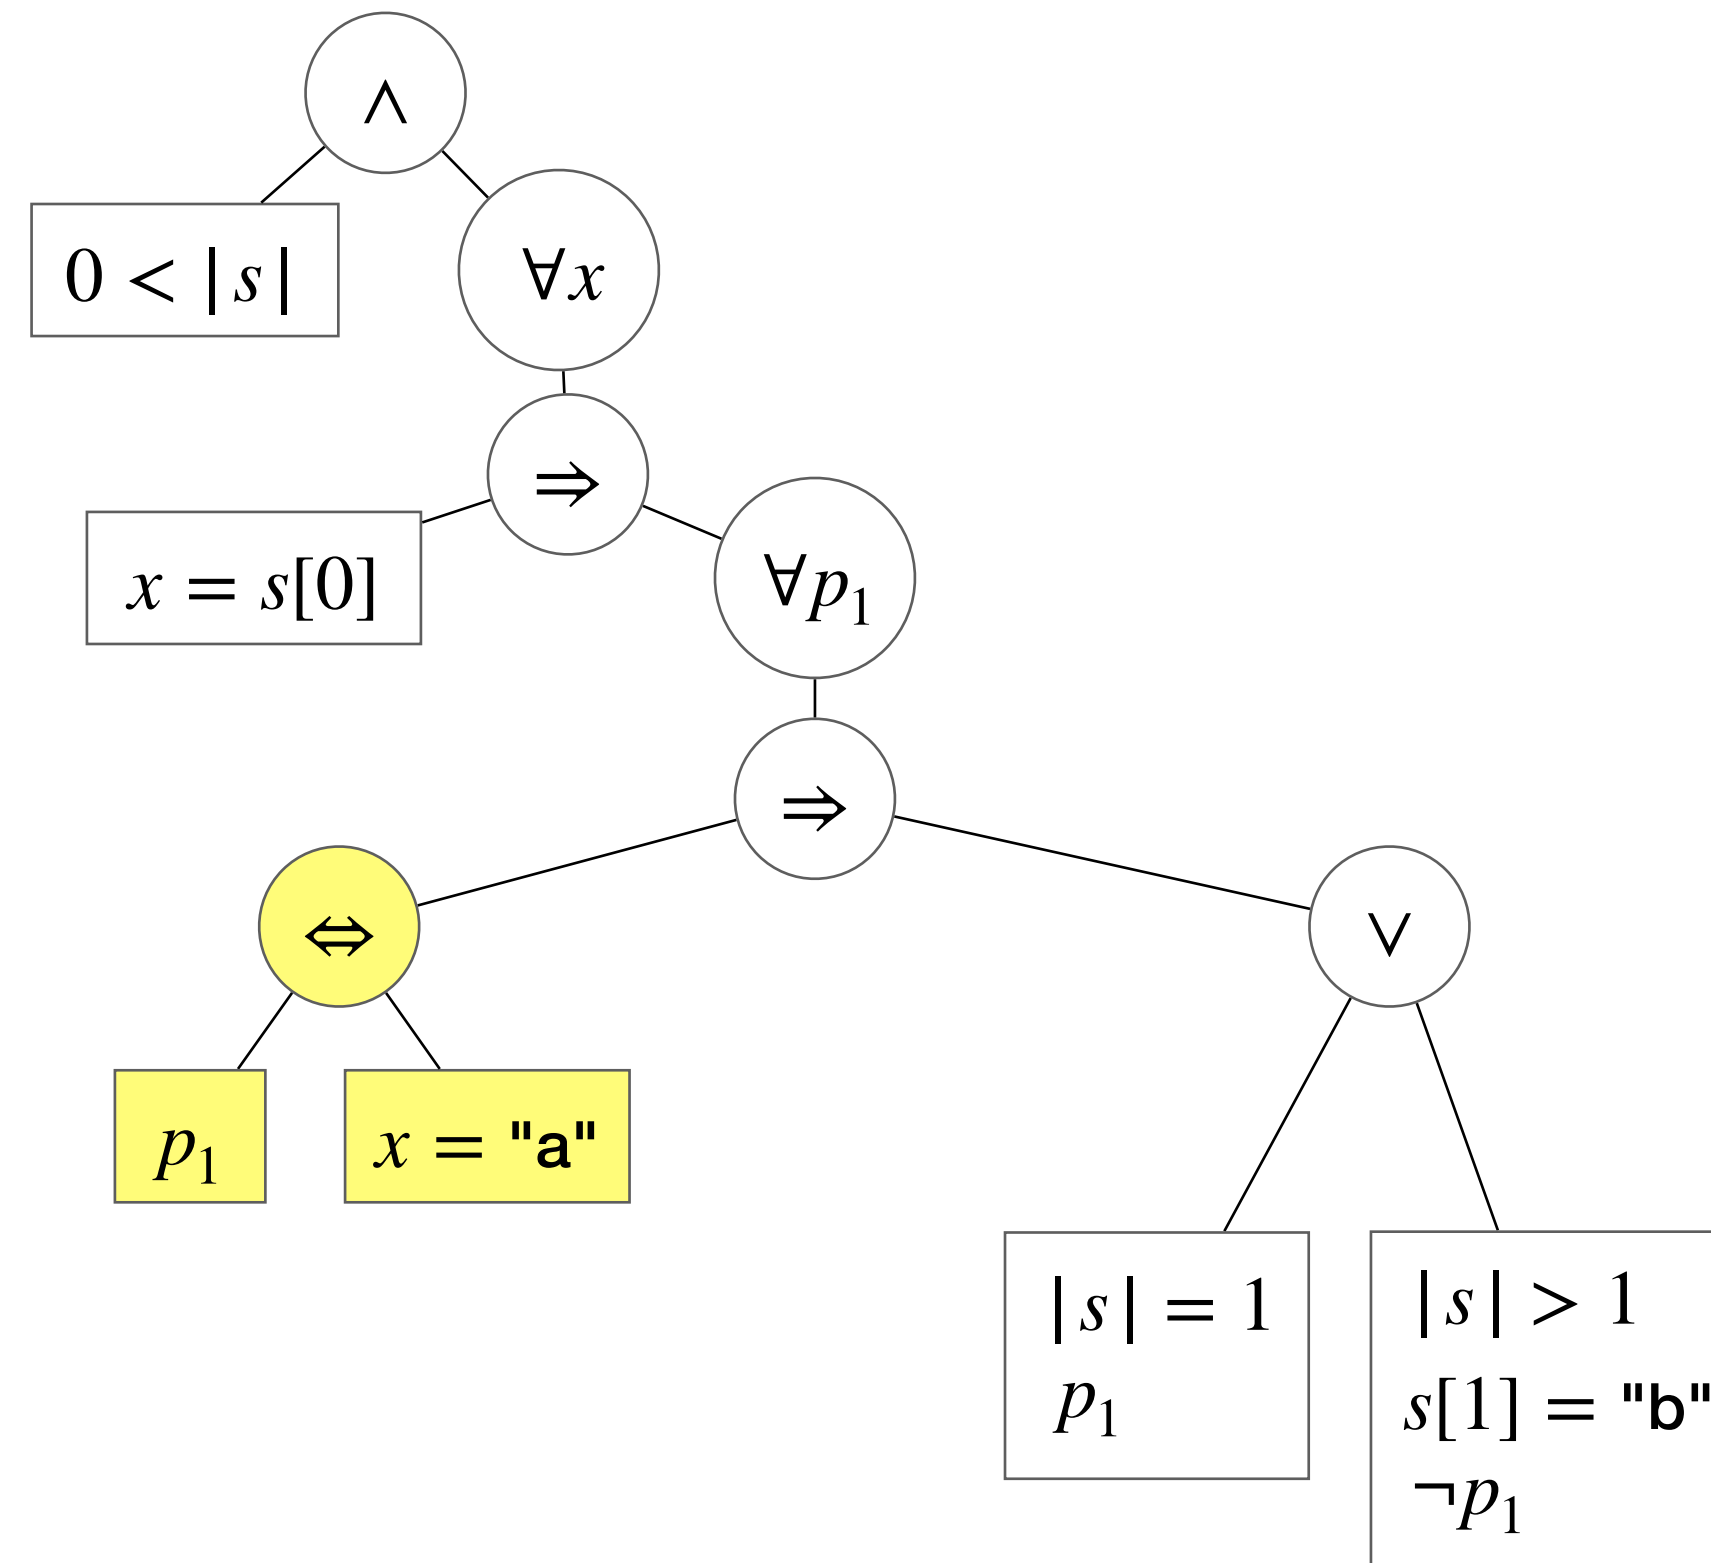 ∧
0 < |s|
∀x
⇒
x = s[0]
∀p₁
⇒
⇔
∨
p₁
x = "a"
|s| = 1
p₁
|s| > 1
s[1] = "b"
¬p₁